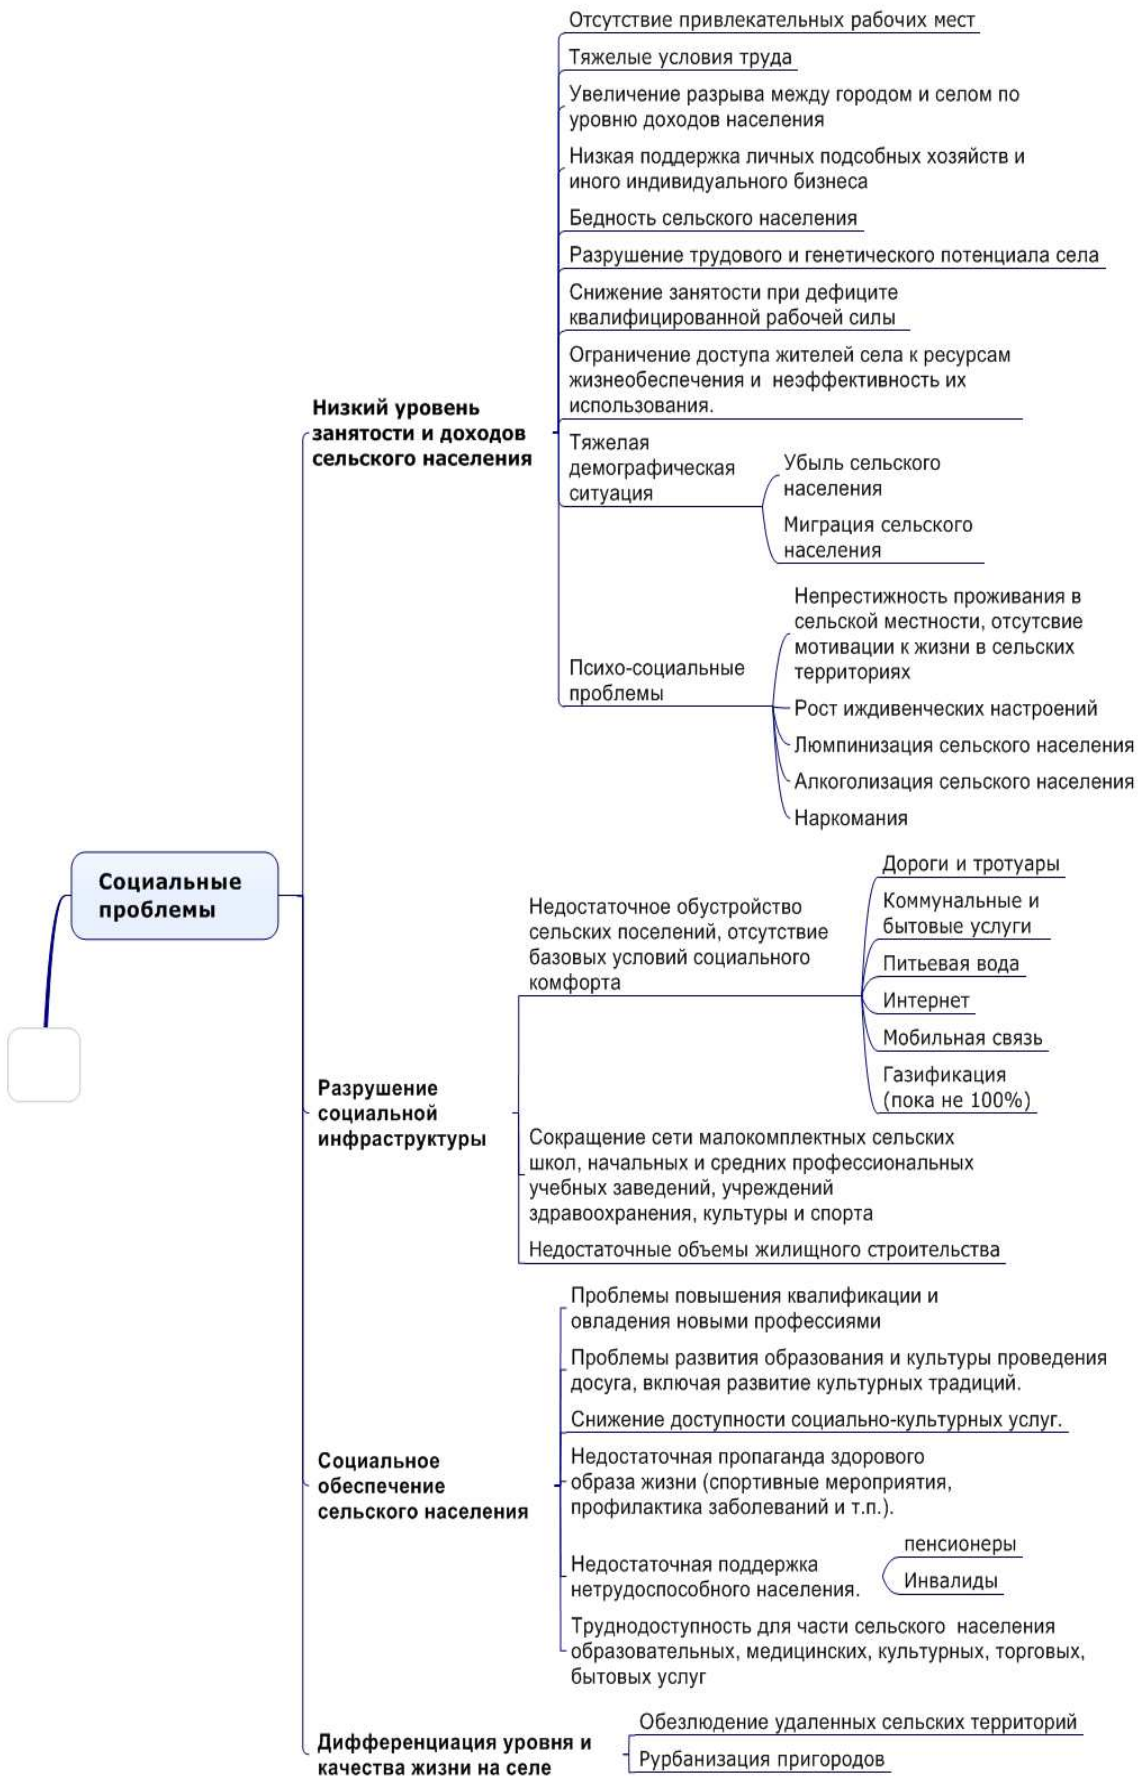 Социальные
проблемы
Низкий уровень
занятости и доходов
сельского населения
Отсутствие привлекательных рабочих мест
Тяжелые условия труда
Увеличение разрыва между городом и селом по
уровню доходов населения
Низкая поддержка личных подсобных хозяйств и
иного индивидуального бизнеса
Бедность сельского населения
Разрушение трудового и генетического потенциала села
Снижение занятости при дефиците
квалифицированной рабочей силы
Ограничение доступа жителей села к ресурсам
жизнеобеспечения и  неэффективность их
использования.
Тяжелая
демографическая
ситуация
Убыль сельского
населения
Миграция сельского
населения
Психо-социальные
проблемы
Непрестижность проживания в
сельской местности, отсутсвие
мотивации к жизни в сельских
территориях
Рост иждивенческих настроений
Люмпинизация сельского населения
Алкоголизация сельского населения
Наркомания
Разрушение
социальной
инфраструктуры
Недостаточное обустройство
сельских поселений, отсутствие
базовых условий социального
комфорта
Дороги и тротуары
Коммунальные и
бытовые услуги
Питьевая вода
Интернет
Мобильная связь
Газификация
(пока не 100%)
Сокращение сети малокомплектных сельских
школ, начальных и средних профессиональных
учебных заведений, учреждений
здравоохранения, культуры и спорта
Недостаточные объемы жилищного строительства
Социальное
обеспечение
сельского населения
Проблемы повышения квалификации и
овладения новыми профессиями
Проблемы развития образования и культуры проведения
досуга, включая развитие культурных традиций.
Снижение доступности социально-культурных услуг.
Недостаточная пропаганда здорового
образа жизни (спортивные мероприятия,
профилактика заболеваний и т.п.).
Недостаточная поддержка
нетрудоспособного населения.
пенсионеры
Инвалиды
Труднодоступность для части сельского  населения
образовательных, медицинских, культурных, торговых,
бытовых услуг
Дифференциация уровня и
качества жизни на селе
Обезлюдение удаленных сельских территорий
Рурбанизация пригородов